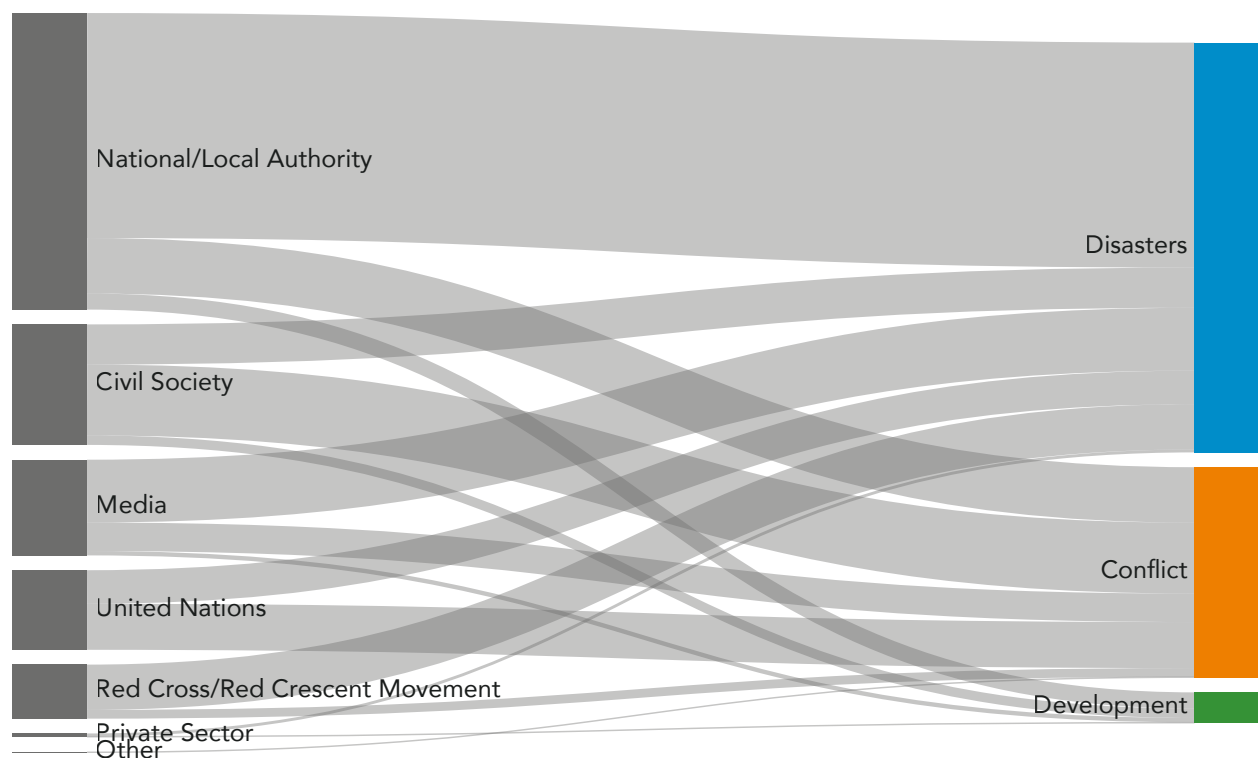 National/Local Authority
Civil Society
Media
United Nations
Red Cross/Red Crescent Movement
Private Sector
Other
Disasters
Conflict
Development